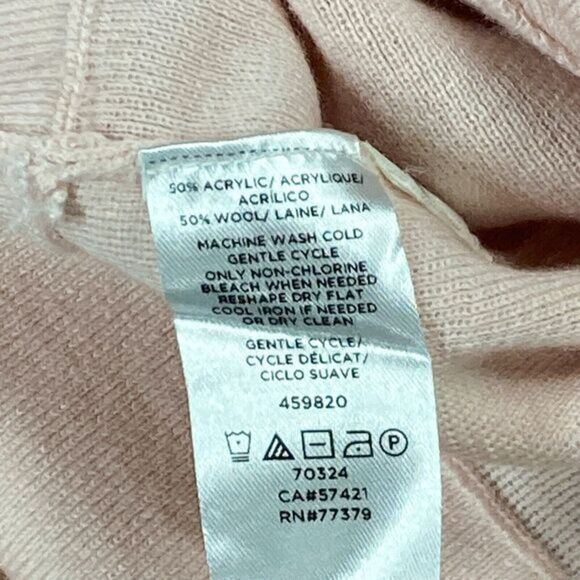 50% ACRYLIC/ ACRYLIQUE/
ACRÍLICO
50% WOOL/ LAINE/ LANA
MACHINE WASH COLD
GENTLE CYCLE
ONLY NON-CHLORINE
BLEACH WHEN NEEDED
RESHAPE DRY FLAT
COOL IRON IF NEEDED
OR DRY CLEAN
GENTLE CYCLE/
CYCLE DÉLICAT/
CICLO SUAVE
459820
P
70324
CA#57421
RN#77379